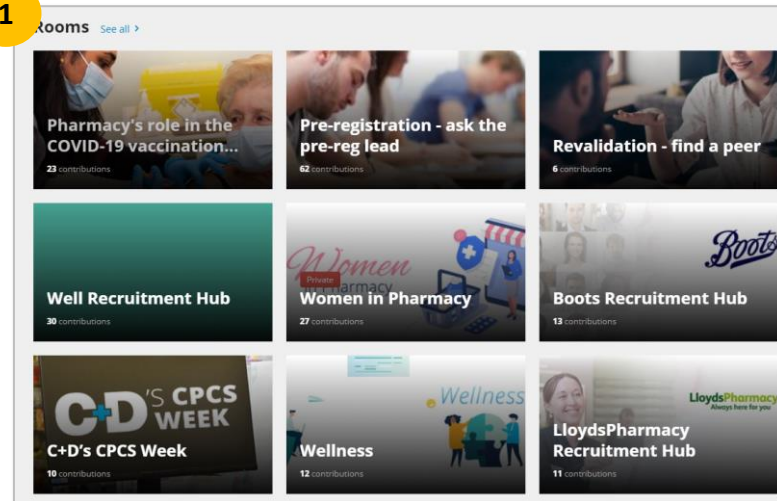 1
Rooms See all >
Pharmacy's role in the
COVID-19 vaccination...
23 contributions
Pre-registration - ask the
pre-reg lead
62 contributions
Revalidation - find a peer
6 contributions
Well Recruitment Hub
30 contributions
Women
in Pharmacy
Private
Women in Pharmacy
27 contributions
Boots
Boots Recruitment Hub
13 contributions
C+D'S CPCS
WEEK
C+D's CPCS Week
10 contributions
Wellness
Wellness
12 contributions
LloydsPharmacy
Always here for you
LloydsPharmacy
Recruitment Hub
11 contributions